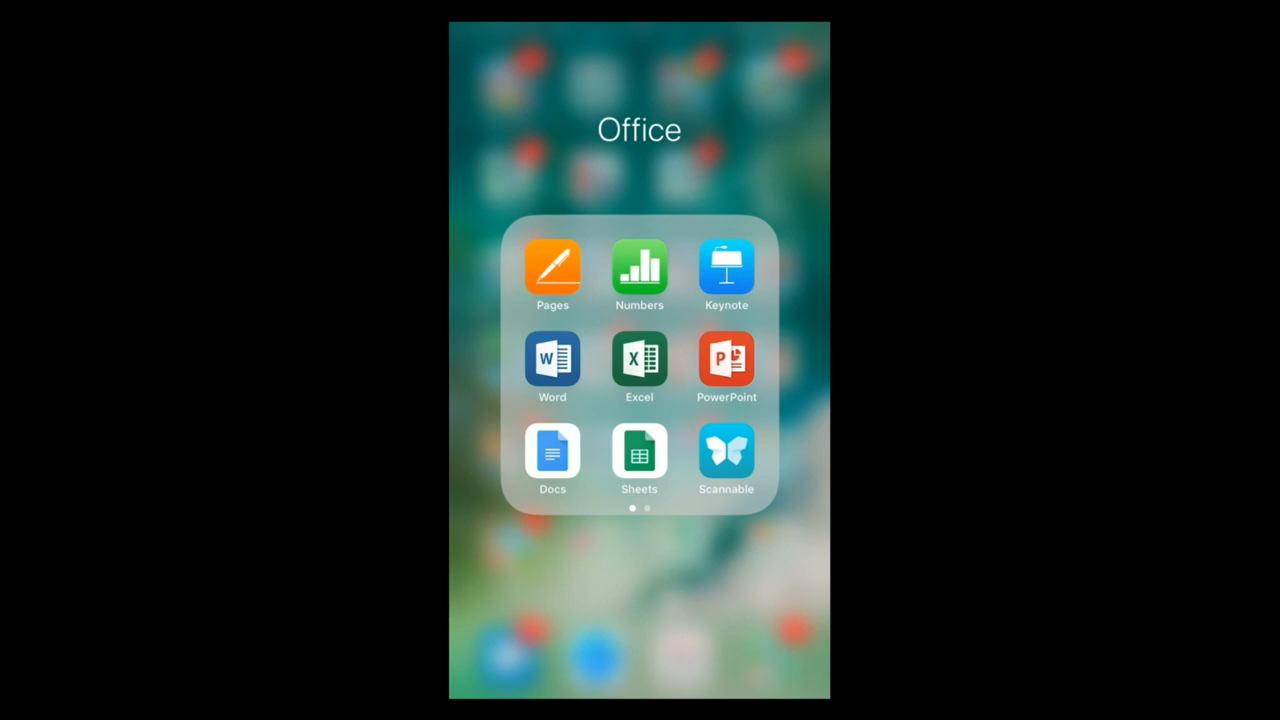 Office
Pages Numbers Keynote
W X P
Word Excel PowerPoint
Docs Sheets Scannable